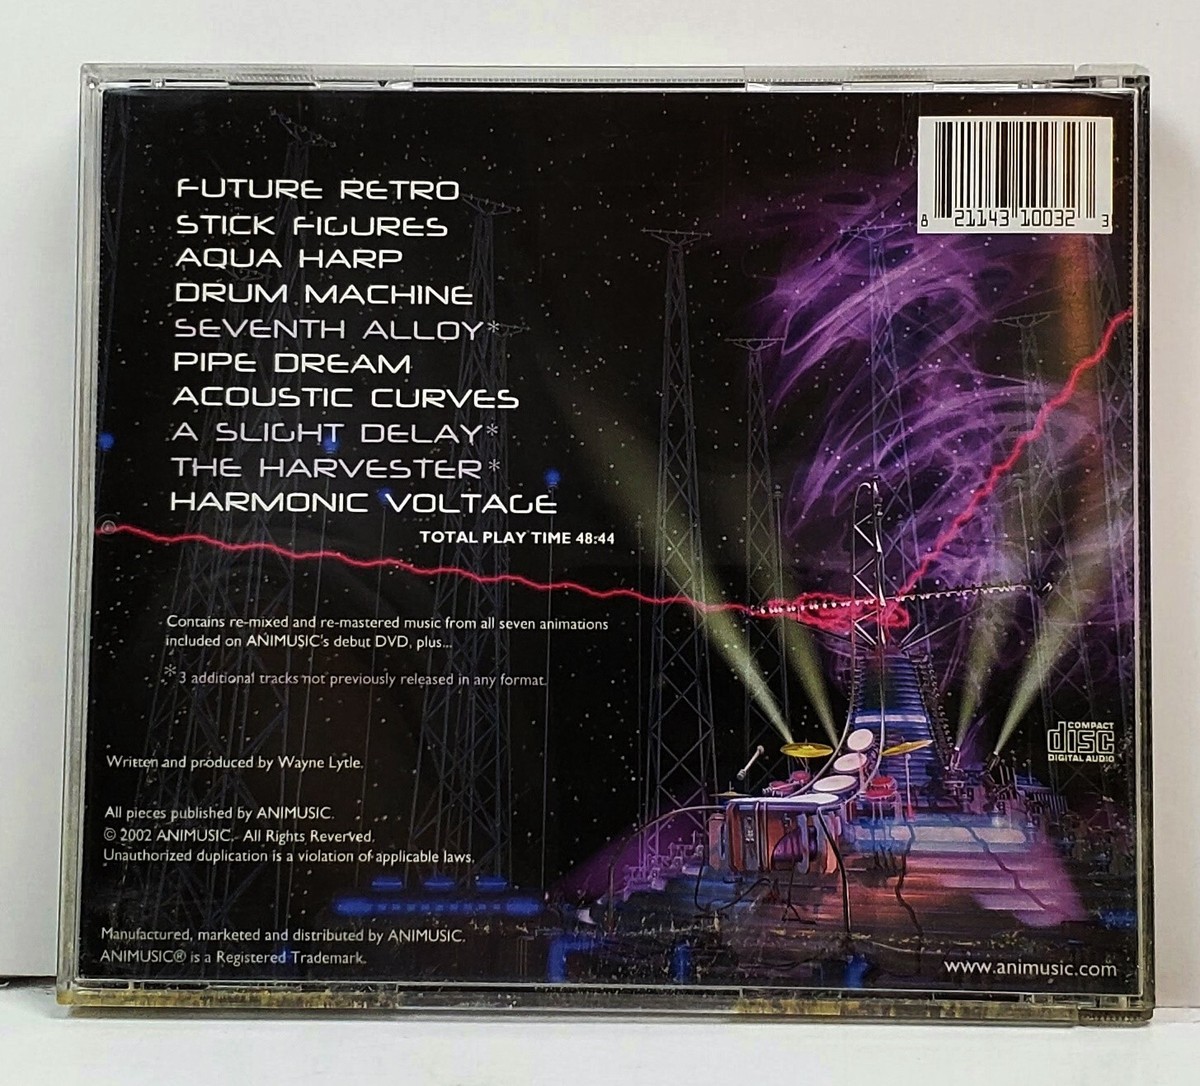 FUTURE RETRO
STICK FIGURES
AQUA HARP
DRUM MACHINE
SEVENTH ALLOY*
PIPE DREAM
ACOUSTIC CURVES
A SLIGHT DELAY*
THE HARVESTER*
HARMONIC VOLTAGE
TOTAL PLAY TIME 48:44
8 21143 10032 3
Contains re-mixed and re-mastered music from all seven animations
included on ANIMUSIC's debut DVD, plus...
* 3 additional tracks not previously released in any format.
COMPACT
disc
DIGITAL AUDIO
Written and produced by Wayne Lytle.
All pieces published by ANIMUSIC.
© 2002 ANIMUSIC. All Rights Reverved.
Unauthorized duplication is a violation of applicable laws.
Manufactured, marketed and distributed by ANIMUSIC.
ANIMUSIC® is a Registered Trademark.
www.animusic.com